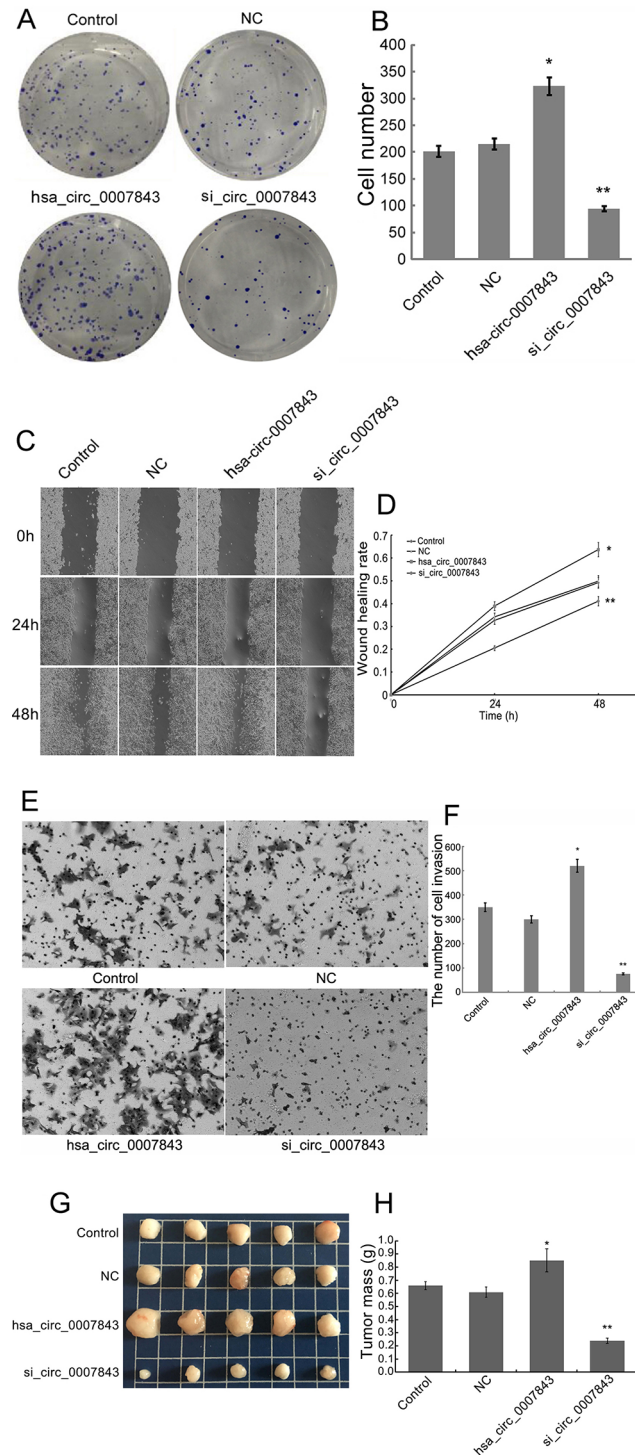 A
Control
NC
hsa_circ_0007843
si_circ_0007843
B
Cell number
400
350
300
250
200
150
100
50
0
*
**
Control
NC
hsa-circ-0007843
si_circ_0007843
C
Control
NC
hsa-circ-0007843
si_circ_0007843
0h
24h
48h
D
Wound healing rate
0.7
0.6
0.5
0.4
0.3
0.2
0.1
0
Control
NC
hsa_circ_0007843
si_circ_0007843
*
**
0
24
48
Time (h)
E
Control
NC
hsa_circ_0007843
si_circ_0007843
F
The number of cell invasion
600
500
400
300
200
100
0
*
**
Control
NC
hsa_circ_0007843
si_circ_0007843
G
Control
NC
hsa_circ_0007843
si_circ_0007843
H
Tumor mass (g)
1.0
0.9
0.8
0.7
0.6
0.5
0.4
0.3
0.2
0.1
0
*
**
Control
NC
hsa_circ_0007843
si_circ_0007843